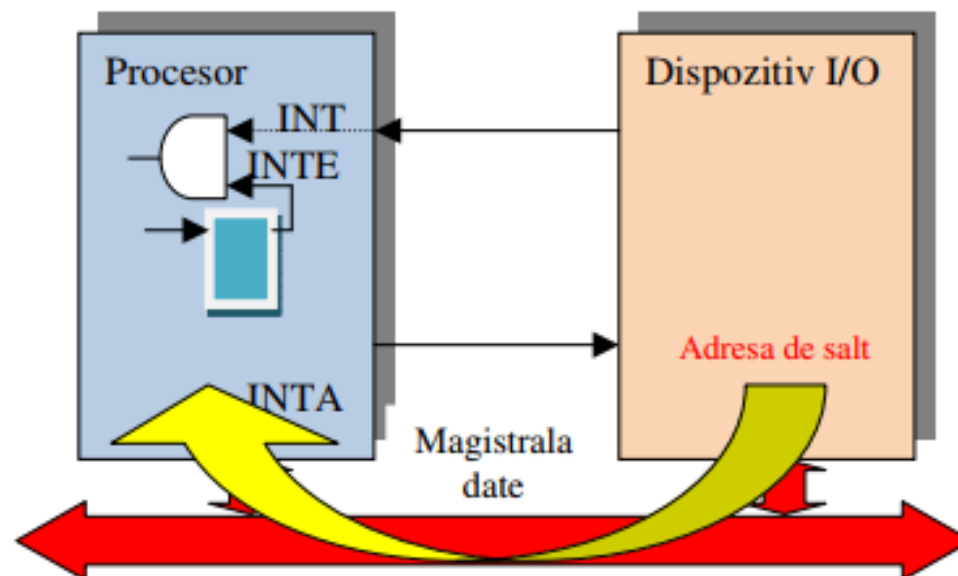 Procesor
Dispozitiv I/O
INT
INTE
Adresa de salt
INTA
Magistrala
date